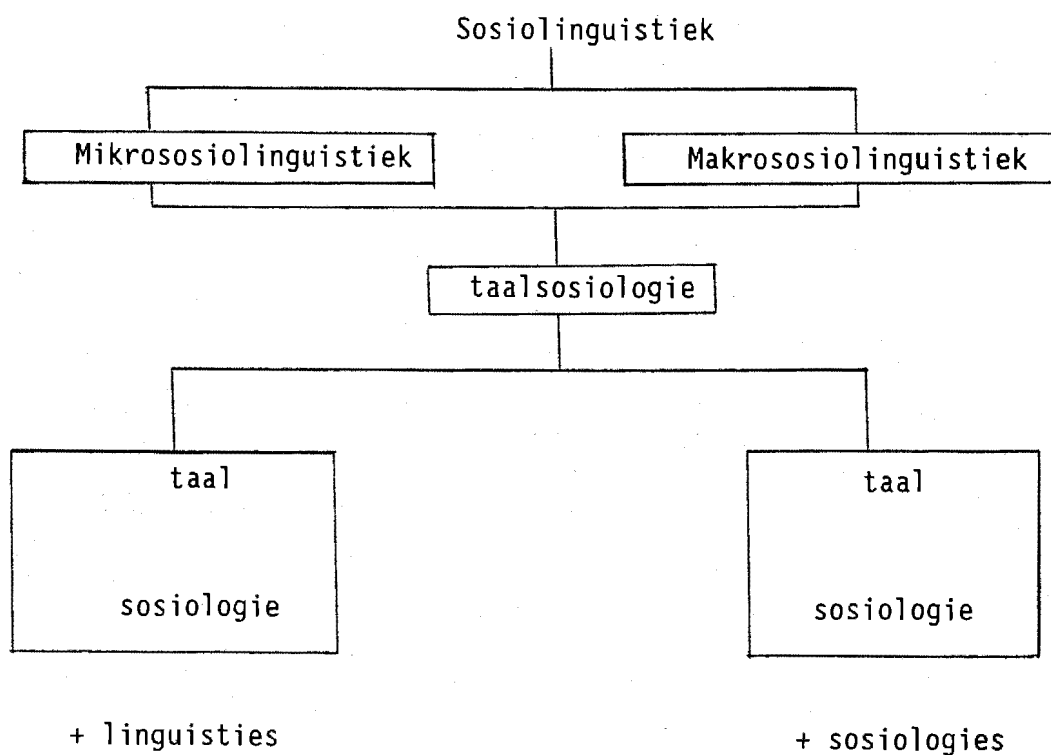 Sosiolinguistiek
Mikrososiolinguistiek
Makrososiolinguistiek
taalsosiologie
taal
sosiologie
taal
sosiologie
+ linguisties
+ sosiologies